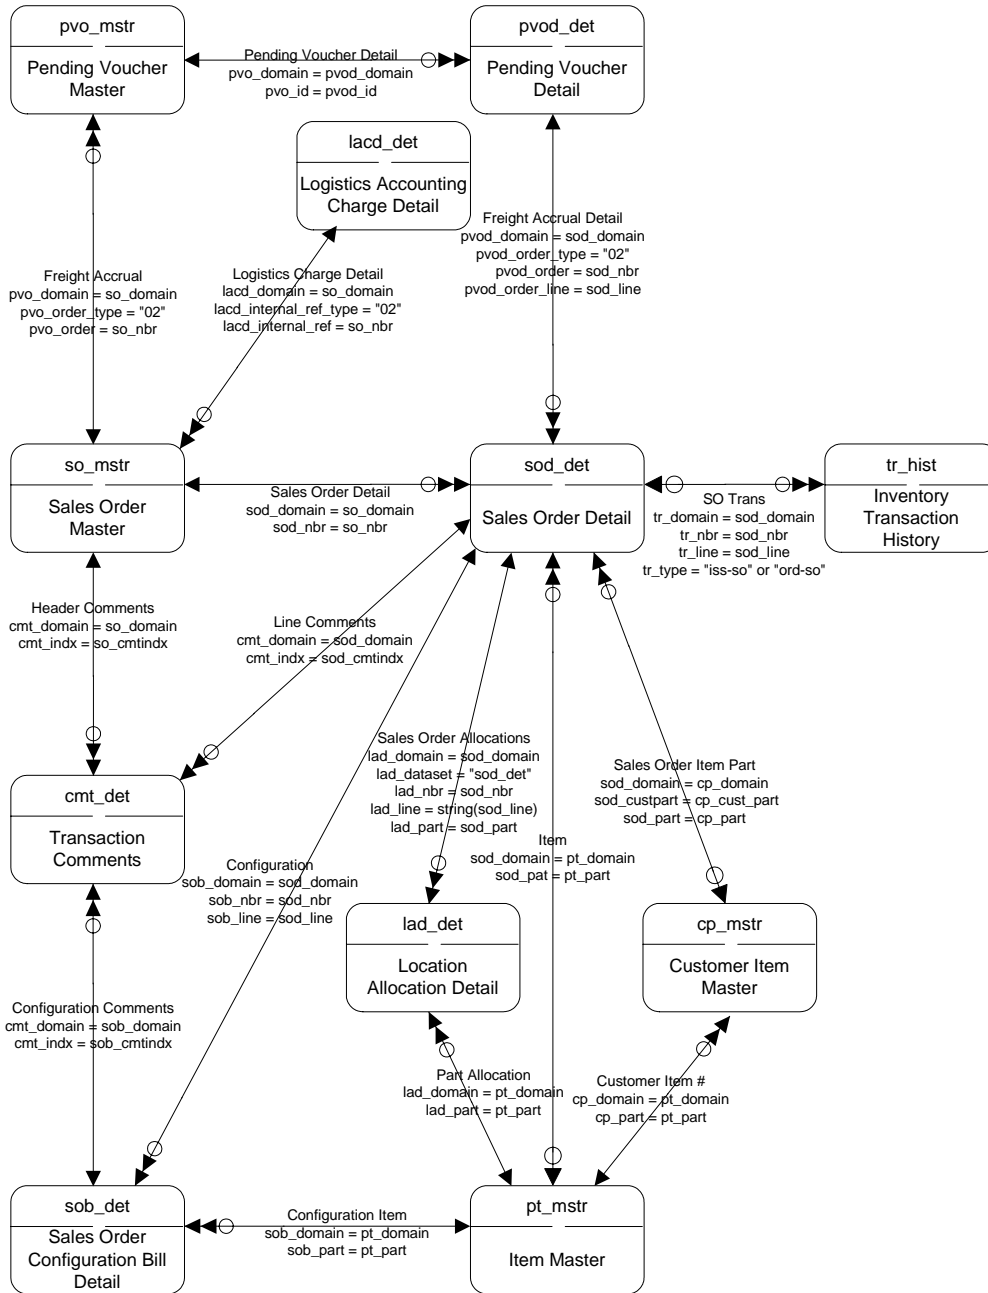 pvo_mstr
Pending Voucher
Master
pvod_det
Pending Voucher
Detail
Pending Voucher Detail
pvo_domain = pvod_domain
pvo_id = pvod_id
lacd_det
Logistics Accounting
Charge Detail
Freight Accrual Detail
pvod_domain = sod_domain
pvod_order_type = "02"
pvod_order = sod_nbr
pvod_order_line = sod_line
Freight Accrual
pvo_domain = so_domain
pvo_order_type = "02"
pvo_order = so_nbr
Logistics Charge Detail
lacd_domain = so_domain
lacd_internal_ref_type = "02"
lacd_internal_ref = so_nbr
so_mstr
Sales Order
Master
Sales Order Detail
sod_domain = so_domain
sod_nbr = so_nbr
sod_det
Sales Order Detail
SO Trans
tr_domain = sod_domain
tr_nbr = sod_nbr
tr_line = sod_line
tr_type = "iss-so" or "ord-so"
tr_hist
Inventory
Transaction
History
Header Comments
cmt_domain = so_domain
cmt_indx = so_cmtindx
Line Comments
cmt_domain = sod_domain
cmt_indx = sod_cmtindx
Sales Order Allocations
lad_domain = sod_domain
lad_dataset = "sod_det"
lad_nbr = sod_nbr
lad_line = string(sod_line)
lad_part = sod_part
Sales Order Item Part
sod_domain = cp_domain
sod_custpart = cp_cust_part
sod_part = cp_part
cmt_det
Transaction
Comments
Item
sod_domain = pt_domain
sod_pat = pt_part
Configuration
sob_domain = sod_domain
sob_nbr = sod_nbr
sob_line = sod_line
lad_det
Location
Allocation Detail
cp_mstr
Customer Item
Master
Configuration Comments
cmt_domain = sob_domain
cmt_indx = sob_cmtindx
Part Allocation
lad_domain = pt_domain
lad_part = pt_part
Customer Item #
cp_domain = pt_domain
cp_part = pt_part
sob_det
Sales Order
Configuration Bill
Detail
Configuration Item
sob_domain = pt_domain
sob_part = pt_part
pt_mstr
Item Master